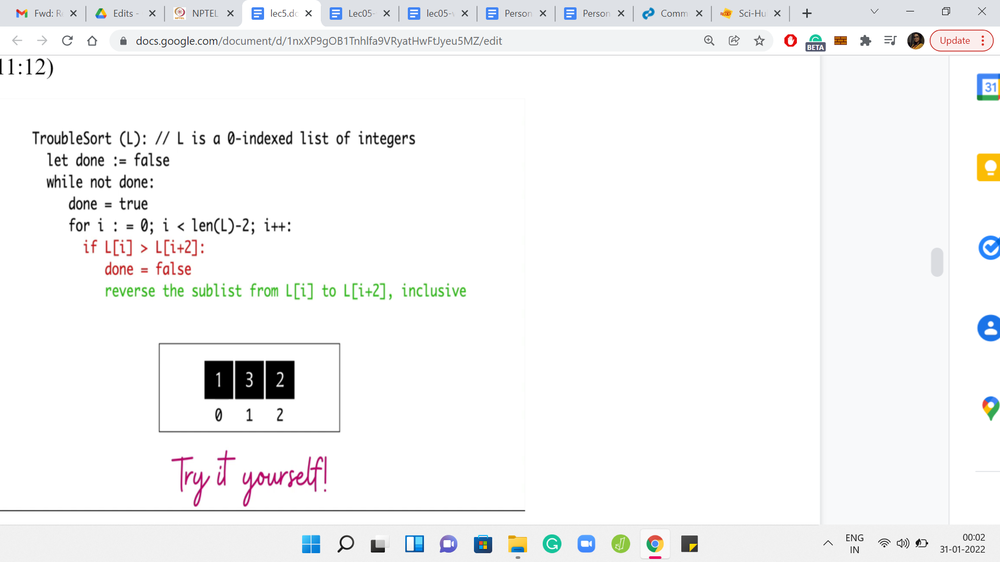 Fwd: Re
Edits -
NPTEL
lec5.dc
Lec05-
lec05-v
Person
Person
Comm
Sci-Hu
docs.google.com/document/d/1nxXP9gOB1Tnhlfa9VRyatHwFtJyeu5MZ/edit
BETA
Update
11:12)
31
TroubleSort (L): // L is a 0-indexed list of integers
let done := false
while not done:
done = true
for i : = 0; i < len(L)-2; i++:
if L[i] > L[i+2]:
done = false
reverse the sublist from L[i] to L[i+2], inclusive
1 3 2
0 1 2
Try it yourself!
ENG
IN
00:02
31-01-2022